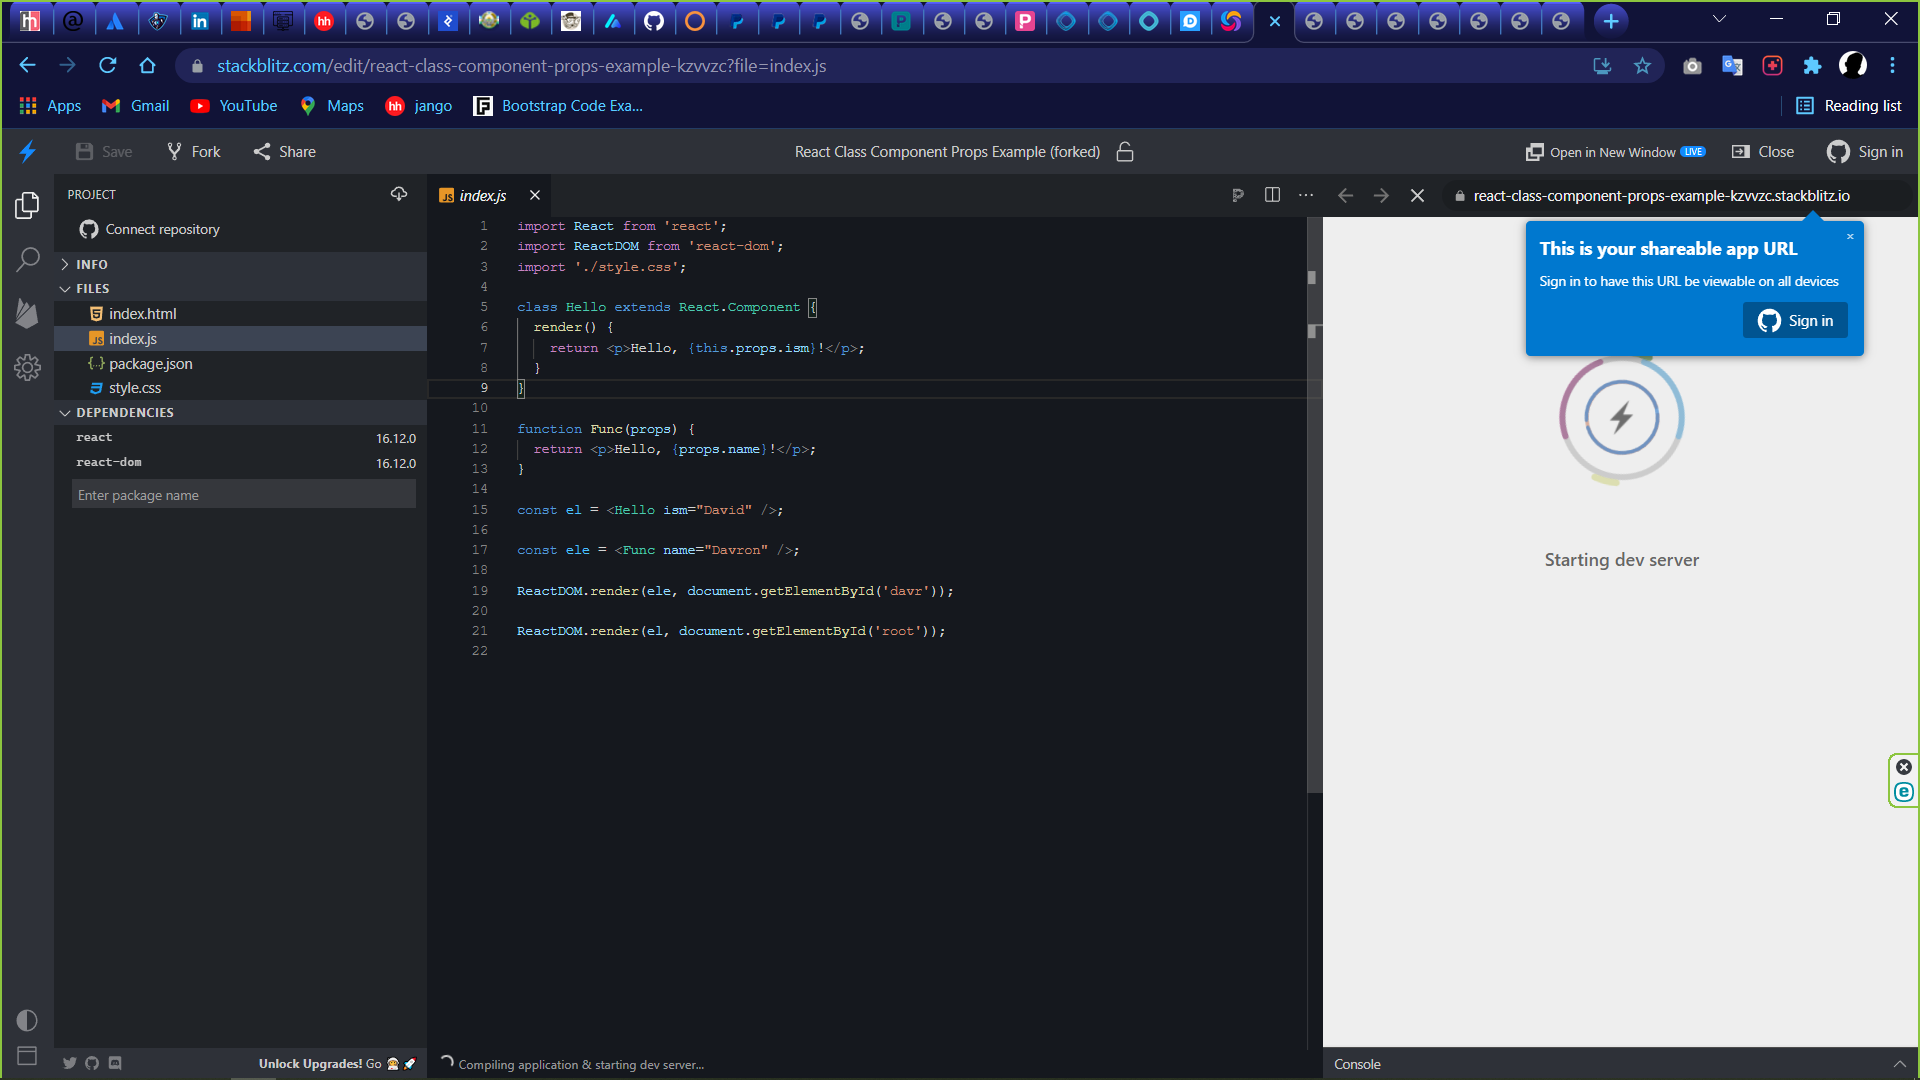 stackblitz.com/edit/react-class-component-props-example-kzvvzc?file=index.js
Apps
Gmail
YouTube
Maps
jango
Bootstrap Code Exa...
Reading list
Save
Fork
Share
React Class Component Props Example (forked)
Open in New Window LIVE
Close
Sign in
PROJECT
Connect repository
INFO
FILES
index.html
index.js
package.json
style.css
DEPENDENCIES
react 16.12.0
react-dom 16.12.0
Enter package name
Unlock Upgrades! Go
index.js
1 import React from 'react';
2 import ReactDOM from 'react-dom';
3 import './style.css';
4
5 class Hello extends React.Component {
6 render() {
7 return <p>Hello, {this.props.ism}!</p>;
8 }
9 }
10
11 function Func(props) {
12 return <p>Hello, {props.name}!</p>;
13 }
14
15 const el = <Hello ism="David" />;
16
17 const ele = <Func name="Davron" />;
18
19 ReactDOM.render(ele, document.getElementById('davr'));
20
21 ReactDOM.render(el, document.getElementById('root'));
22
Compiling application & starting dev server...
react-class-component-props-example-kzvvzc.stackblitz.io
This is your shareable app URL
Sign in to have this URL be viewable on all devices
Sign in
Starting dev server
Console